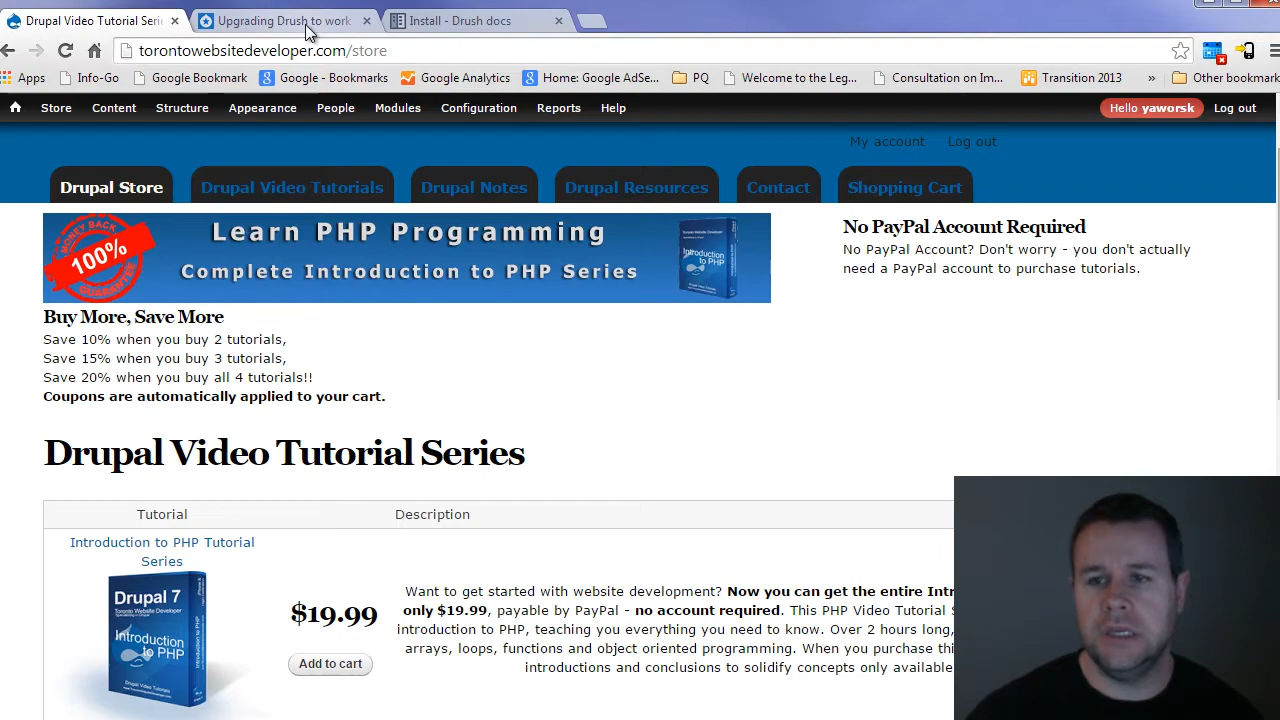 Drupal Video Tutorial Serie
Upgrading Drush to work
Install - Drush docs
torontowebsitedeveloper.com/store
Apps
Info-Go
Google Bookmark
Google - Bookmarks
Google Analytics
Home: Google AdSe...
PQ
Welcome to the Leg...
Consultation on Im...
Transition 2013
»
Other bookmark
Store
Content
Structure
Appearance
People
Modules
Configuration
Reports
Help
Hello yaworsk
Log out
My account
Log out
Drupal Store
Drupal Video Tutorials
Drupal Notes
Drupal Resources
Contact
Shopping Cart
MONEY BACK
100%
GUARANTEE
Learn PHP Programming
Complete Introduction to PHP Series
Introduction to PHP
No PayPal Account Required
No PayPal Account? Don't worry - you don't actually
need a PayPal account to purchase tutorials.
Buy More, Save More
Save 10% when you buy 2 tutorials,
Save 15% when you buy 3 tutorials,
Save 20% when you buy all 4 tutorials!!
Coupons are automatically applied to your cart.
Drupal Video Tutorial Series
Tutorial
Description
Introduction to PHP Tutorial
Series
Drupal 7
Toronto Website Developer
Introduction
to PHP
Drupal Video Tutorials
$19.99
Add to cart
Want to get started with website development? Now you can get the entire Intr
only $19.99, payable by PayPal - no account required. This PHP Video Tutorial S
introduction to PHP, teaching you everything you need to know. Over 2 hours long,
arrays, loops, functions and object oriented programming. When you purchase thi
introductions and conclusions to solidify concepts only available